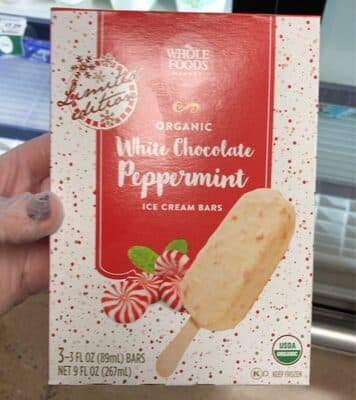 WHOLE
FOODS
MARKET
Limited
edition
ORGANIC
White Chocolate
Peppermint
ICE CREAM BARS
3-3 FL OZ (89mL) BARS
NET 9 FL OZ (267mL)
USDA
ORGANIC
K D KEEP FROZEN